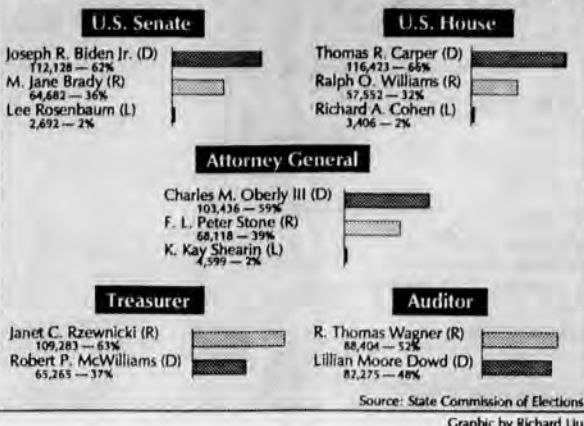 U.S. Senate
Joseph R. Biden Jr. (D)
112,128 — 62%
M. Jane Brady (R)
64,682 — 36%
Lee Rosenbaum (L)
2,692 — 2%
U.S. House
Thomas R. Carper (D)
116,423 — 66%
Ralph O. Williams (R)
57,552 — 32%
Richard A. Cohen (L)
3,406 — 2%
Attorney General
Charles M. Oberly III (D)
103,436 — 59%
F. L. Peter Stone (R)
68,118 — 39%
K. Kay Shearin (L)
4,599 — 2%
Treasurer
Janet C. Rzewnicki (R)
109,283 — 63%
Robert P. McWilliams (D)
65,265 — 37%
Auditor
R. Thomas Wagner (R)
88,404 — 52%
Lillian Moore Dowd (D)
82,275 — 48%
Source: State Commission of Elections
Graphic by Richard Liu